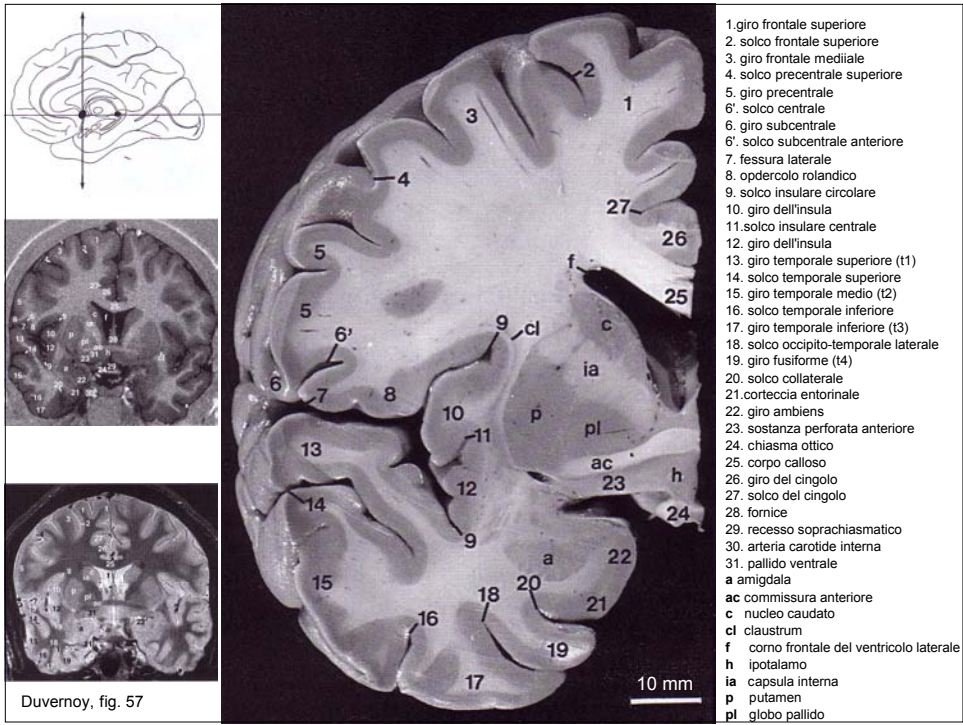 2
1
3
4
27
26
5
f
25
c
5
6'
9
cl
ia
6
7
8
10
p
pl
11
13
ac
h
23
12
24
14
9
a
22
15
20
18
21
16
19
17
10 mm
Duvernoy, fig. 57
1.giro frontale superiore
2. solco frontale superiore
3. giro frontale mediiale
4. solco precentrale superiore
5. giro precentrale
6'. solco centrale
6. giro subcentrale
6'. solco subcentrale anteriore
7. fessura laterale
8. opdercolo rolandico
9. solco insulare circolare
10. giro dell'insula
11.solco insulare centrale
12. giro dell'insula
13. giro temporale superiore (t1)
14. solco temporale superiore
15. giro temporale medio (t2)
16. solco temporale inferiore
17. giro temporale inferiore (t3)
18. solco occipito-temporale laterale
19. giro fusiforme (t4)
20. solco collaterale
21.corteccia entorinale
22. giro ambiens
23. sostanza perforata anteriore
24. chiasma ottico
25. corpo calloso
26. giro del cingolo
27. solco del cingolo
28. fornice
29. recesso soprachiasmatico
30. arteria carotide interna
31. pallido ventrale
a amigdala
ac commissura anteriore
c nucleo caudato
cl claustrum
f corno frontale del ventricolo laterale
h ipotalamo
ia capsula interna
p putamen
pl globo pallido